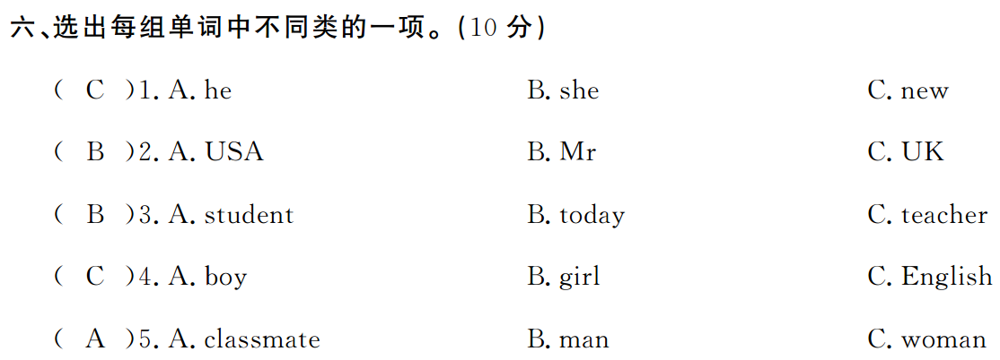 六、选出每组单词中不同类的一项。(10 分)
( C )1. A. he B. she C. new
( B )2. A. USA B. Mr C. UK
( B )3. A. student B. today C. teacher
( C )4. A. boy B. girl C. English
( A )5. A. classmate B. man C. woman